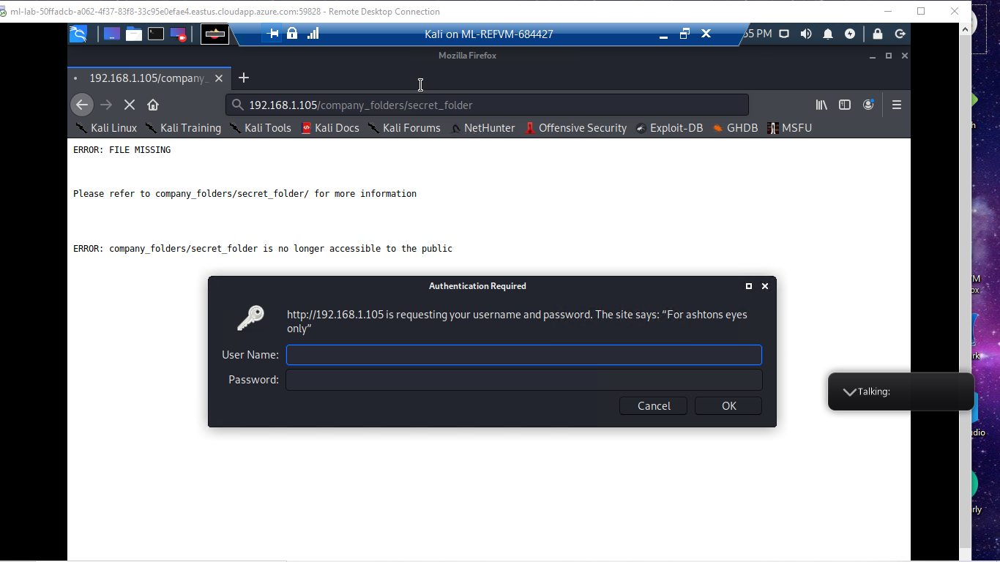 ml-lab-50ffadcb-a062-4f37-83f8-33c95e0efae4.eastus.cloudapp.azure.com:59828 - Remote Desktop Connection
Kali on ML-REFVM-684427
55 PM
Mozilla Firefox
192.168.1.105/company_
192.168.1.105/company_folders/secret_folder
Kali Linux Kali Training Kali Tools Kali Docs Kali Forums NetHunter Offensive Security Exploit-DB GHDB MSFU
ERROR: FILE MISSING
Please refer to company_folders/secret_folder/ for more information
ERROR: company_folders/secret_folder is no longer accessible to the public
Authentication Required
http://192.168.1.105 is requesting your username and password. The site says: “For ashtons eyes
only”
User Name:
Password:
Cancel OK
Talking: